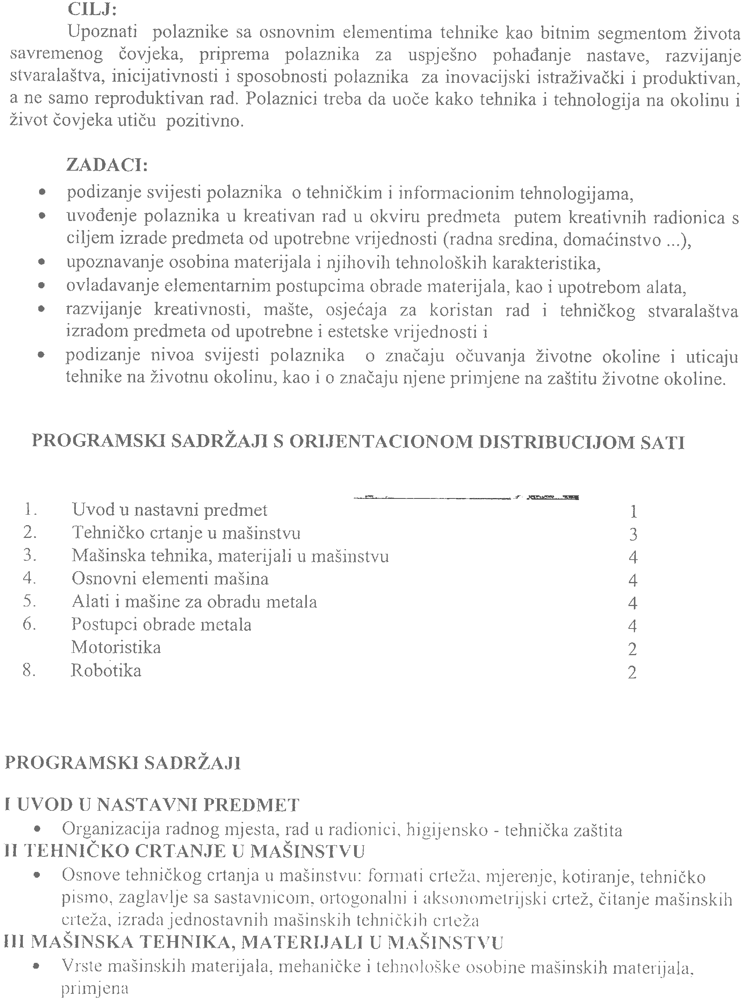 CILJ:
Upoznati polaznike sa osnovnim elementima tehnike kao bitnim segmentom života
savremenog čovjeka, priprema polaznika za uspješno pohađanje nastave, razvijanje
stvaralaštva, inicijativnosti i sposobnosti polaznika za inovacijski istraživački i produktivan,
a ne samo reproduktivan rad. Polaznici treba da uoče kako tehnika i tehnologija na okolinu i
život čovjeka utiču pozitivno.
ZADACI:
• podizanje svijesti polaznika o tehničkim i informacionim tehnologijama,
• uvođenje polaznika u kreativan rad u okviru predmeta putem kreativnih radionica s
ciljem izrade predmeta od upotrebne vrijednosti (radna sredina, domaćinstvo ...),
• upoznavanje osobina materijala i njihovih tehnoloških karakteristika,
• ovladavanje elementarnim postupcima obrade materijala, kao i upotrebom alata,
• razvijanje kreativnosti, mašte, osjećaja za koristan rad i tehničkog stvaralaštva
izradom predmeta od upotrebne i estetske vrijednosti i
• podizanje nivoa svijesti polaznika o značaju očuvanja životne okoline i uticaju
tehnike na životnu okolinu, kao i o značaju njene primjene na zaštitu životne okoline.
PROGRAMSKI SADRŽAJI S ORIJENTACIONOM DISTRIBUCIJOM SATI
1. Uvod u nastavni predmet 1
2. Tehničko crtanje u mašinstvu 3
3. Mašinska tehnika, materijali u mašinstvu 4
4. Osnovni elementi mašina 4
5. Alati i mašine za obradu metala 4
6. Postupci obrade metala 4
Motoristika 2
8. Robotika 2
PROGRAMSKI SADRŽAJI
I UVOD U NASTAVNI PREDMET
• Organizacija radnog mjesta, rad u radionici, higijensko - tehnička zaštita
II TEHNIČKO CRTANJE U MAŠINSTVU
• Osnove tehničkog crtanja u mašinstvu: formati crteža, mjerenje, kotiranje, tehničko
pismo, zaglavlje sa sastavnicom, ortogonalni i aksonometrijski crtež, čitanje mašinskih
crteža, izrada jednostavnih mašinskih tehničkih crteža
III MAŠINSKA TEHNIKA, MATERIJALI U MAŠINSTVU
• Vrste mašinskih materijala, mehaničke i tehnološke osobine mašinskih materijala,
primjena